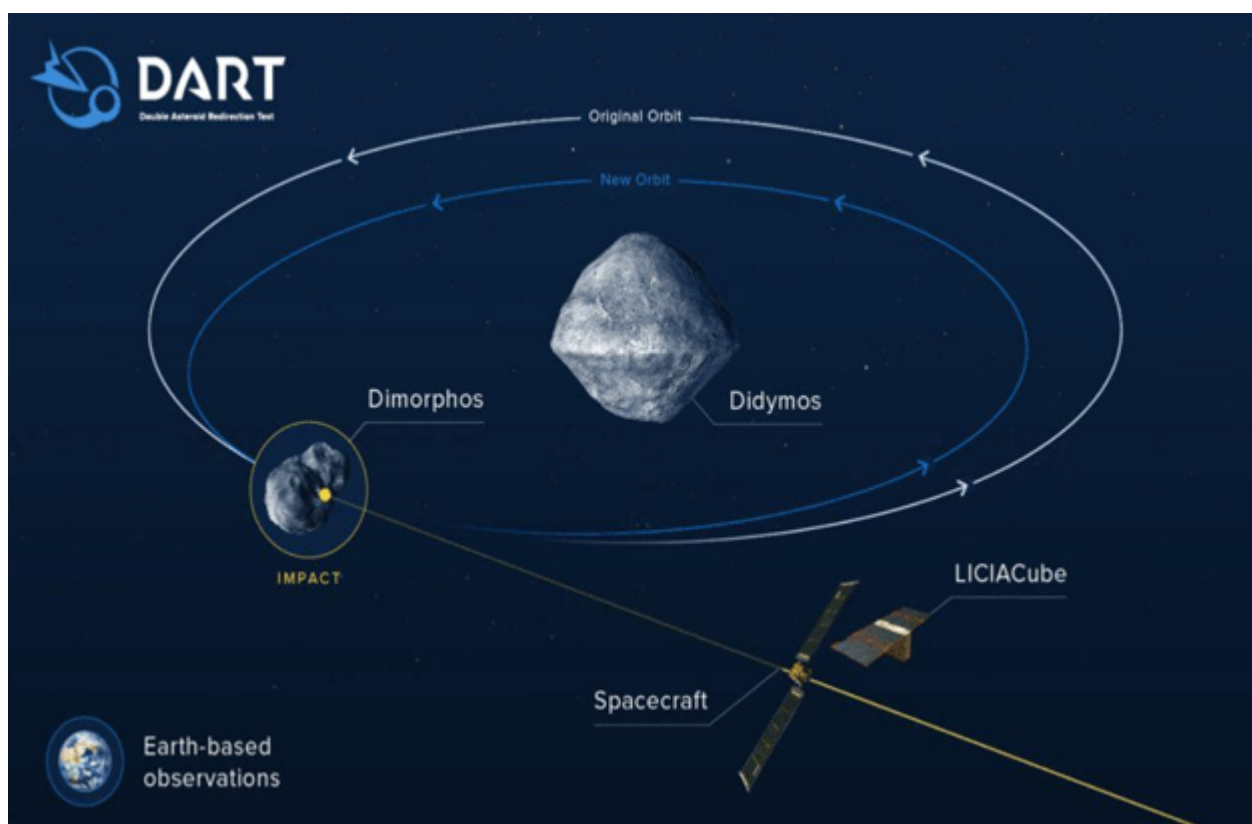 DART
Double Asteroid Redirection Test
Original Orbit
New Orbit
Dimorphos
Didymos
IMPACT
LICIACube
Spacecraft
Earth-based
observations